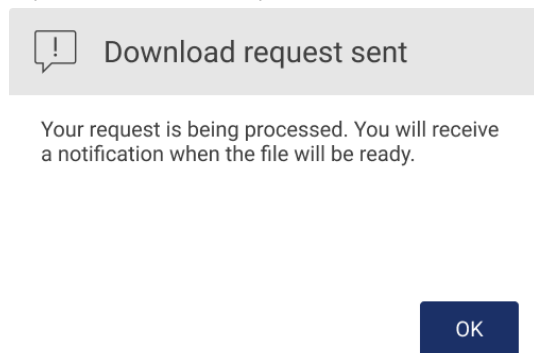 Download request sent
Your request is being processed. You will receive
a notification when the file will be ready.
OK